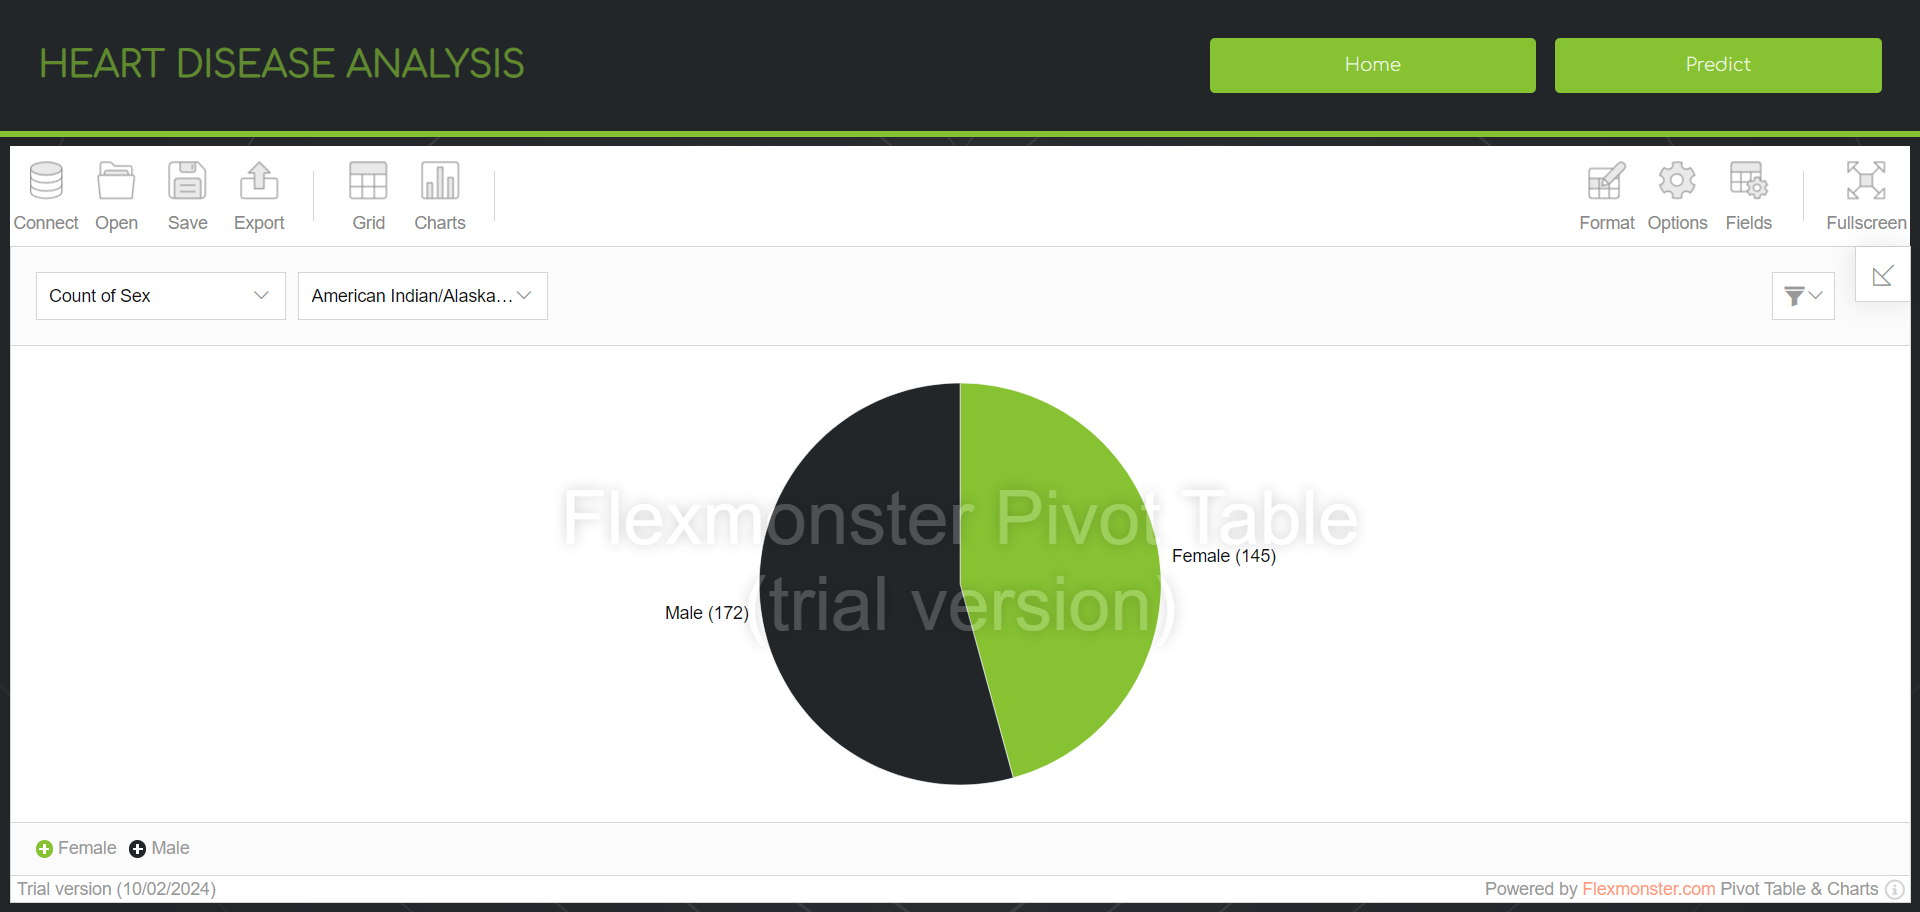 HEART DISEASE ANALYSIS
Home
Predict
Connect
Open
Save
Export
Grid
Charts
Format
Options
Fields
Fullscreen
Count of Sex
American Indian/Alaska...
Flexmonster Pivot Table
(trial version)
Female (145)
Male (172)
Female
Male
Trial version (10/02/2024)
Powered by Flexmonster.com Pivot Table & Charts